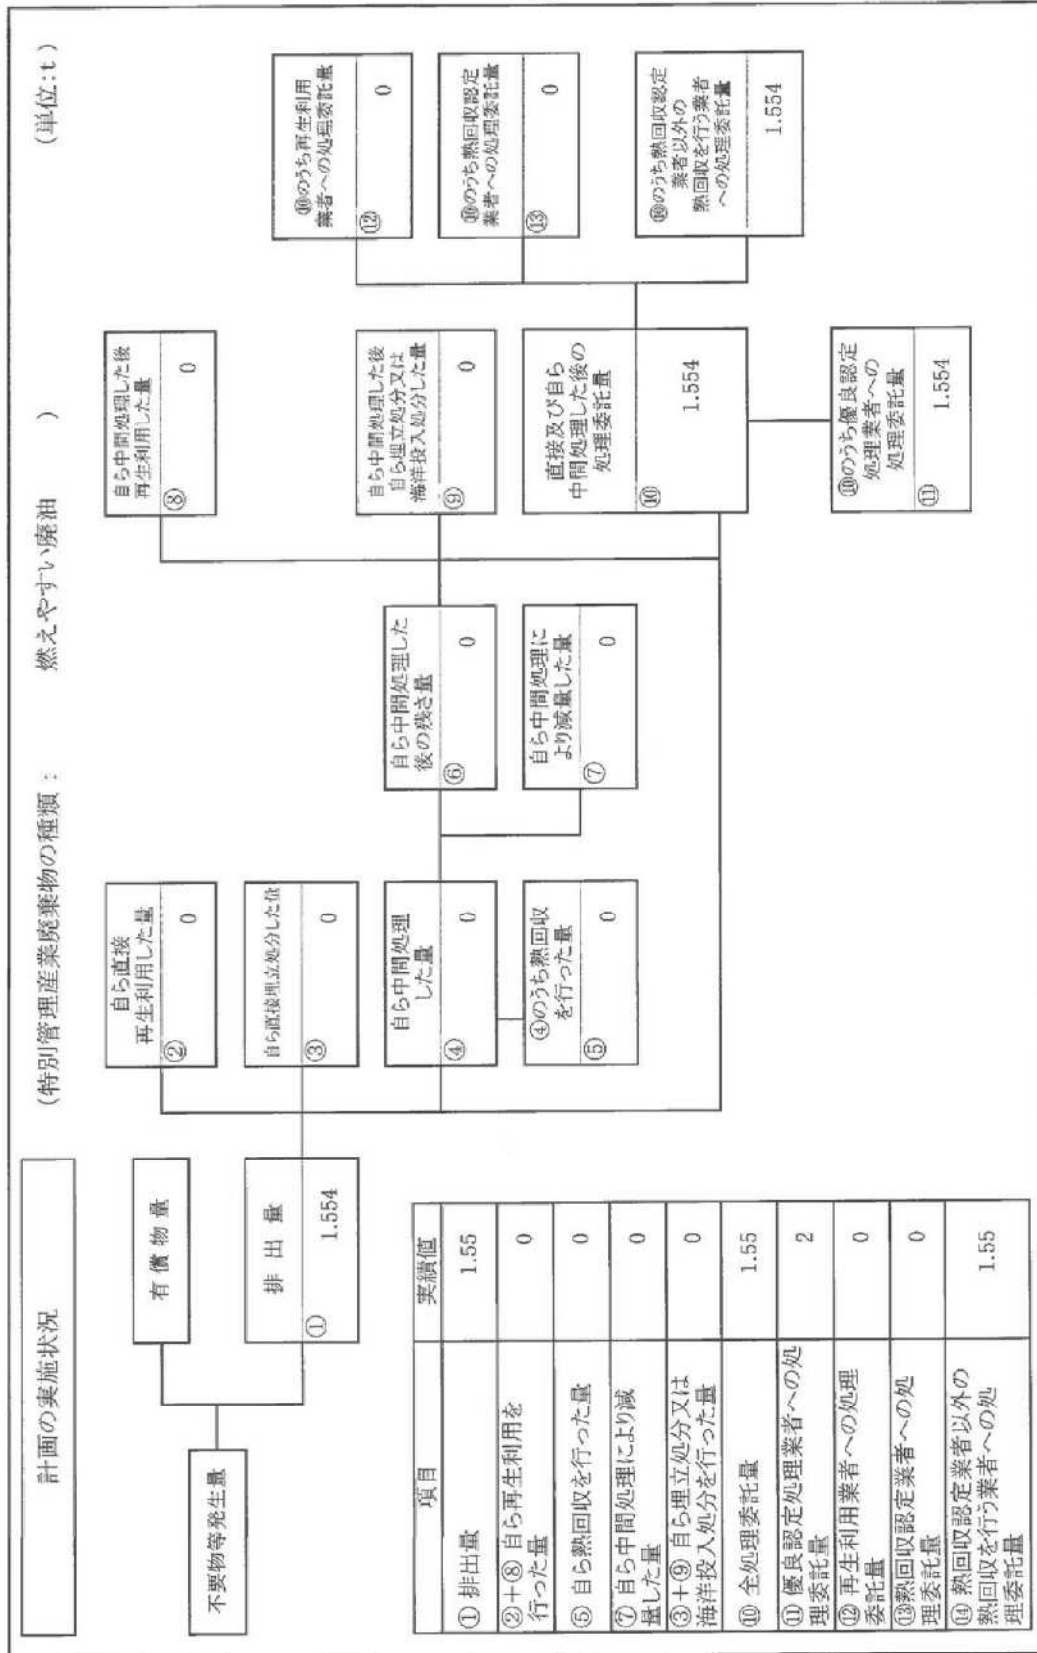 計画の実施状況
(特別管理産業廃棄物の種類： 燃えやすい廃油 )
(単位:t)
不要物等発生量
有償物量
排出量
① 1.554
自ら直接
再生利用した量
② 0
自ら直接埋立処分した量
③ 0
自ら中間処理
した量
④ 0
④のうち熱回収
を行った量
⑤ 0
自ら中間処理した
後の残さ量
⑥ 0
自ら中間処理に
より減量した量
⑦ 0
自ら中間処理した後
再生利用した量
⑧ 0
自ら中間処理した後
自ら埋立処分又は
海洋投入処分した量
⑨ 0
直接及び自ら
中間処理した後の
処理委託量
⑩ 1.554
⑩のうち優良認定
処理業者への
処理委託量
⑪ 1.554
⑩のうち再生利用
業者への処理委託量
⑫ 0
⑩のうち熱回収認定
業者への処理委託量
⑬ 0
⑩のうち熱回収認定
業者以外の
熱回収を行う業者
への処理委託量
1.554
項目 実績値
① 排出量 1.55
②＋⑧ 自ら再生利用を
行った量 0
⑤ 自ら熱回収を行った量 0
⑦ 自ら中間処理により減
量した量 0
③＋⑨ 自ら埋立処分又は
海洋投入処分を行った量 0
⑩ 全処理委託量 1.55
⑪ 優良認定処理業者への処
理委託量 2
⑫ 再生利用業者への処理
委託量 0
⑬熱回収認定業者への処
理委託量 0
⑭ 熱回収認定業者以外の
熱回収を行う業者への処
理委託量 1.55